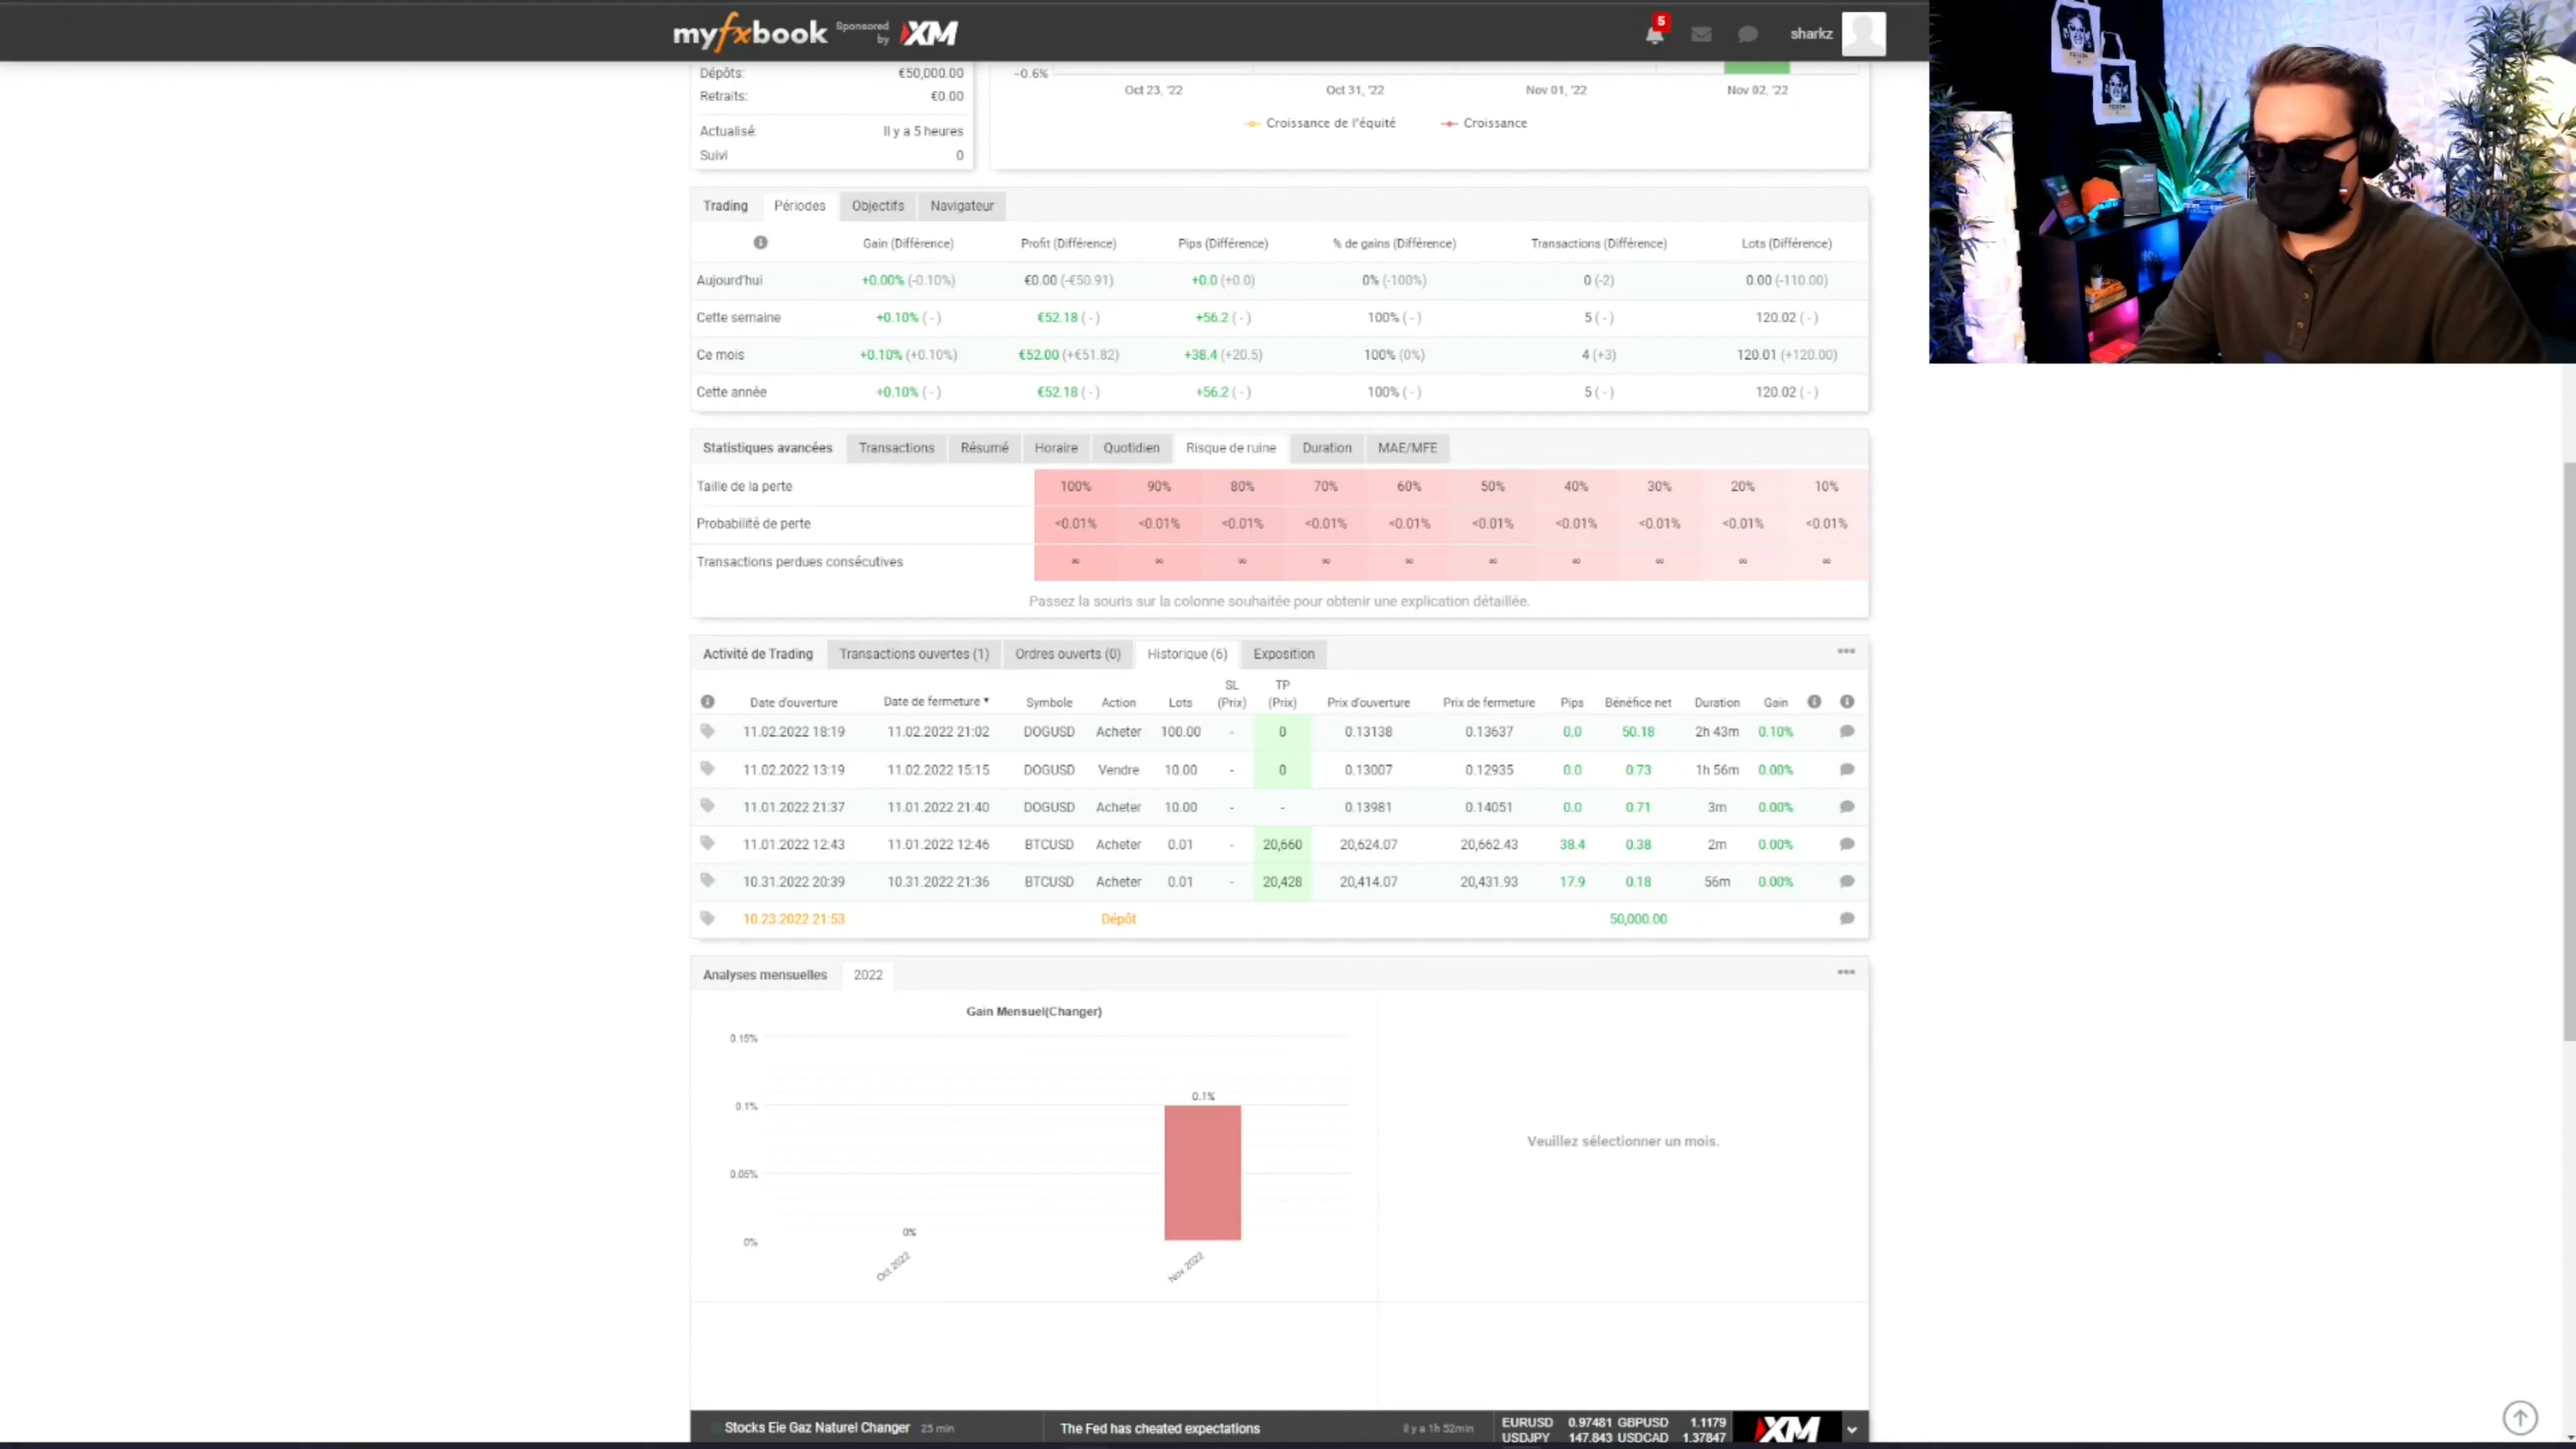 myfxbook Sponsored by XM
5
sharkz
Dépôts: €50,000.00
Retraits: €0.00
Actualisé: Il y a 5 heures
Suivi 0
-0.6%
Oct 23, '22 Oct 31, '22 Nov 01, '22 Nov 02, '22
Croissance de l'équité Croissance
Trading Périodes Objectifs Navigateur
Gain (Différence) Profit (Différence) Pips (Différence) % de gains (Différence) Transactions (Différence) Lots (Différence)
Aujourd'hui +0.00% (-0.10%) €0.00 (-€50.91) +0.0 (+0.0) 0% (-100%) 0 (-2) 0.00 (-110.00)
Cette semaine +0.10% ( - ) €52.18 ( - ) +56.2 ( - ) 100% ( - ) 5 ( - ) 120.02 ( - )
Ce mois +0.10% (+0.10%) €52.00 (+€51.82) +38.4 (+20.5) 100% (0%) 4 (+3) 120.01 (+120.00)
Cette année +0.10% ( - ) €52.18 ( - ) +56.2 ( - ) 100% ( - ) 5 ( - ) 120.02 ( - )
Statistiques avancées Transactions Résumé Horaire Quotidien Risque de ruine Duration MAE/MFE
Taille de la perte 100% 90% 80% 70% 60% 50% 40% 30% 20% 10%
Probabilité de perte <0.01% <0.01% <0.01% <0.01% <0.01% <0.01% <0.01% <0.01% <0.01% <0.01%
Transactions perdues consécutives ∞ ∞ ∞ ∞ ∞ ∞ ∞ ∞ ∞ ∞
Passez la souris sur la colonne souhaitée pour obtenir une explication détaillée.
Activité de Trading Transactions ouvertes (1) Ordres ouverts (0) Historique (6) Exposition
Date d'ouverture Date de fermeture Symbole Action Lots SL (Prix) TP (Prix) Prix d'ouverture Prix de fermeture Pips Bénéfice net Duration Gain
11.02.2022 18:19 11.02.2022 21:02 DOGUSD Acheter 100.00 - 0 0.13138 0.13637 0.0 50.18 2h 43m 0.10%
11.02.2022 13:19 11.02.2022 15:15 DOGUSD Vendre 10.00 - 0 0.13007 0.12935 0.0 0.73 1h 56m 0.00%
11.01.2022 21:37 11.01.2022 21:40 DOGUSD Acheter 10.00 - - 0.13981 0.14051 0.0 0.71 3m 0.00%
11.01.2022 12:43 11.01.2022 12:46 BTCUSD Acheter 0.01 - 20,660 20,624.07 20,662.43 38.4 0.38 2m 0.00%
10.31.2022 20:39 10.31.2022 21:36 BTCUSD Acheter 0.01 - 20,428 20,414.07 20,431.93 17.9 0.18 56m 0.00%
10.23.2022 21:53 Dépôt 50,000.00
Analyses mensuelles 2022
Gain Mensuel(Changer)
0.15%
0.1%
0.1%
0.05%
0%
0%
Oct 2022 Nov 2022
Veuillez sélectionner un mois.
Stocks Eie Gaz Naturel Changer 25 min The Fed has cheated expectations Il y a 1h 52min
EURUSD 0.97481 GBPUSD 1.1179
USDJPY 147.843 USDCAD 1.37847
XM